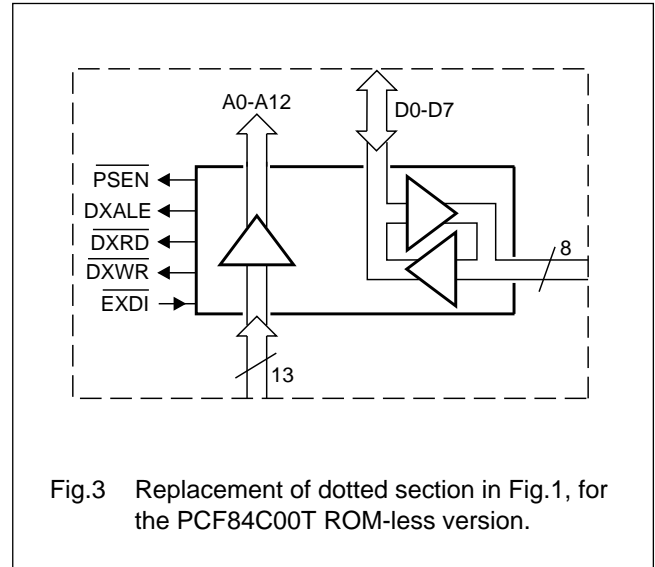 A0-A12
D0-D7
PSEN
DXALE
DXRD
DXWR
EXDI
8
13
Fig.3 Replacement of dotted section in Fig.1, for
the PCF84C00T ROM-less version.